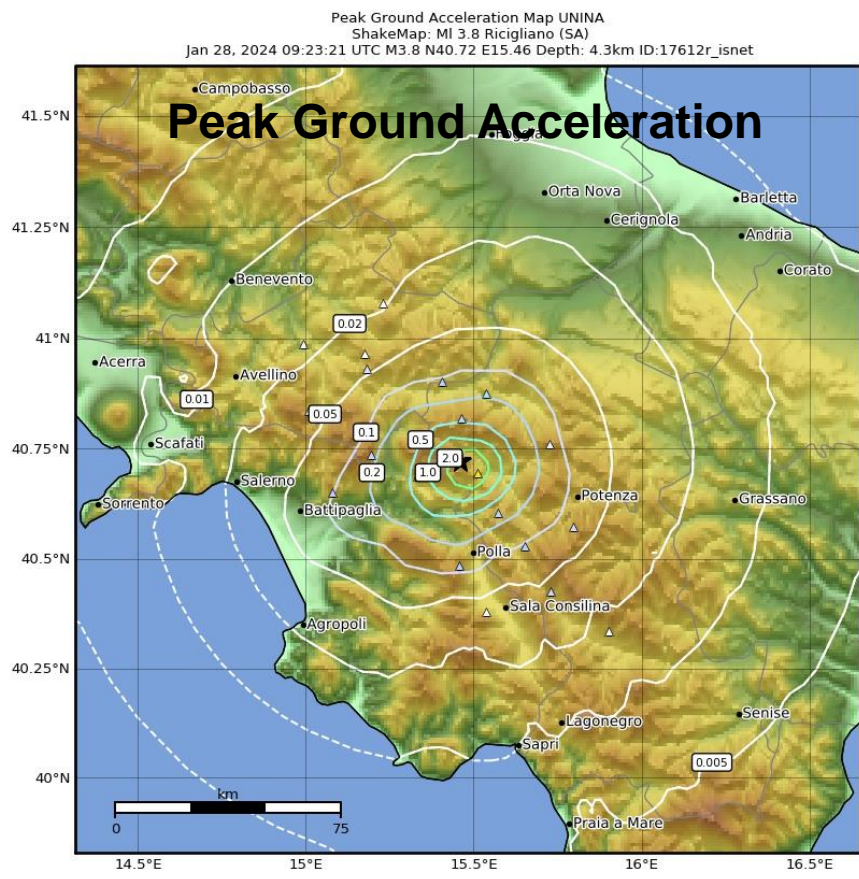 Peak Ground Acceleration Map UNINA
ShakeMap: Ml 3.8 Ricigliano (SA)
Jan 28, 2024 09:23:21 UTC M3.8 N40.72 E15.46 Depth: 4.3km ID:17612r_isnet
Campobasso
41.5°N
Peak Ground Acceleration
Foggia
Orta Nova
Barletta
Cerignola
41.25°N
Andria
Corato
Benevento
0.02
41°N
Acerra
Avellino
0.01
0.05
0.1
0.5
40.75°N
Scafati
2.0
0.2
1.0
Salerno
Potenza
Grassano
Sorrento
Battipaglia
Polla
40.5°N
Sala Consilina
Agropoli
40.25°N
Senise
Lagonegro
Sapri
0.005
40°N
km
0
75
Praia a Mare
14.5°E
15°E
15.5°E
16°E
16.5°E